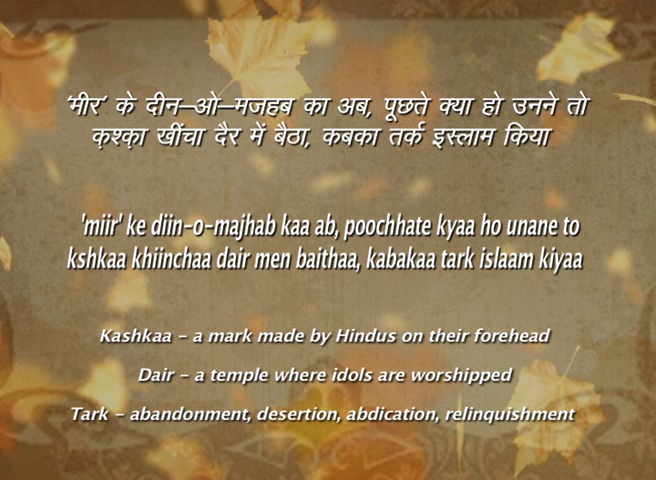 'मीर' के दीन–ओ–मजहब का अब, पूछते क्या हो उनने तो
क़श्क़ा खींचा दैर में बैठा, कबका तर्क इस्लाम किया
'miir' ke diin-o-majhab kaa ab, poochhate kyaa ho unane to
kshkaa khiinchaa dair men baithaa, kabakaa tark islaam kiyaa
Kashkaa - a mark made by Hindus on their forehead
Dair - a temple where idols are worshipped
Tark - abandonment, desertion, abdication, relinquishment